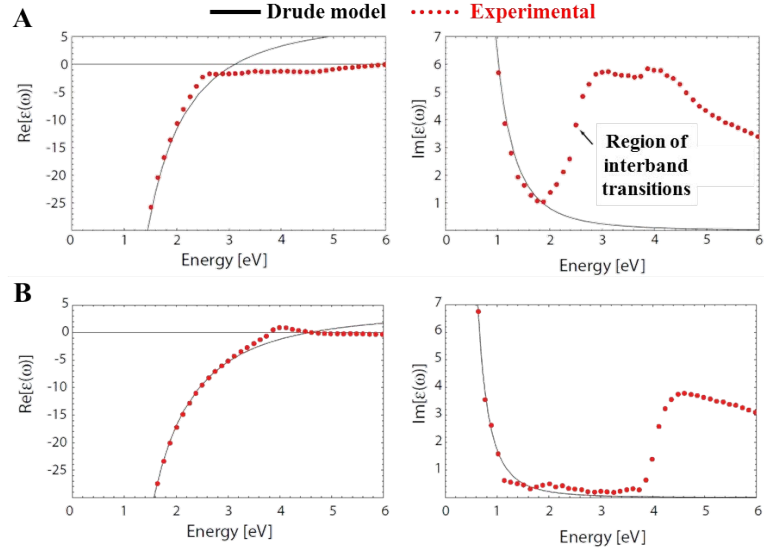 Drude model Experimental
A
5
0
-5
-10
-15
-20
-25
Re[ε(ω)]
0 1 2 3 4 5 6
Energy [eV]
7
6
5
4
3
2
1
Im[ε(ω)]
Region of
interband
transitions
0 1 2 3 4 5 6
Energy [eV]
B
5
0
-5
-10
-15
-20
-25
Re[ε(ω)]
0 1 2 3 4 5 6
Energy [eV]
7
6
5
4
3
2
1
Im[ε(ω)]
0 1 2 3 4 5 6
Energy [eV]